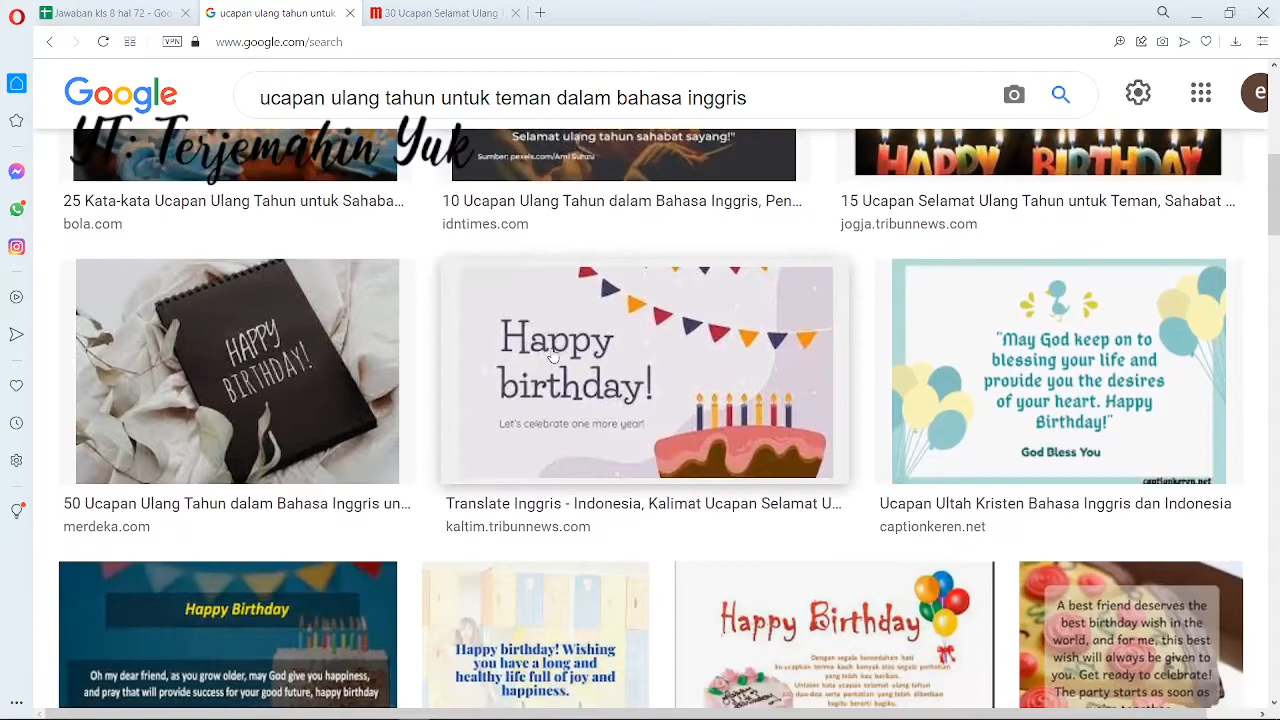 Jawaban kls 8 hal 72 - Goo
ucapan ulang tahun untuk
30 Ucapan Selamat Ulang T
VPN
www.google.com/search
Google
ucapan ulang tahun untuk teman dalam bahasa inggris
e
YT: Terjemahin Yuk
Selamat ulang tahun sahabat sayang!"
HAPPY BIRTHDAY
25 Kata-kata Ucapan Ulang Tahun untuk Sahaba...
10 Ucapan Ulang Tahun dalam Bahasa Inggris, Pen...
15 Ucapan Selamat Ulang Tahun untuk Teman, Sahabat ...
bola.com
idntimes.com
jogja.tribunnews.com
HAPPY
BIRTHDAY!
Happy
birthday!
Let's celebrate one more year!
"May God keep on to
blessing your life and
provide you the desires
of your heart. Happy
Birthday!"
God Bless You
captionkeren.net
50 Ucapan Ulang Tahun dalam Bahasa Inggris un...
Translate Inggris - Indonesia, Kalimat Ucapan Selamat U...
Ucapan Ultah Kristen Bahasa Inggris dan Indonesia
merdeka.com
kaltim.tribunnews.com
captionkeren.net
Happy Birthday
Oh my dear friend, as you grow older, may God give you happiness,
and pray that will provide success for your good future, happy birthday
Happy birthday! Wishing
you have a long and
life full of joy and
happiness.
Happy Birthday
Dengan segala kerendahan hati
A best friend deserves the
best birthday wish in the
world, and for me, this best
wish will always be given to
you. Get ready to celebrate!
The party starts soon as